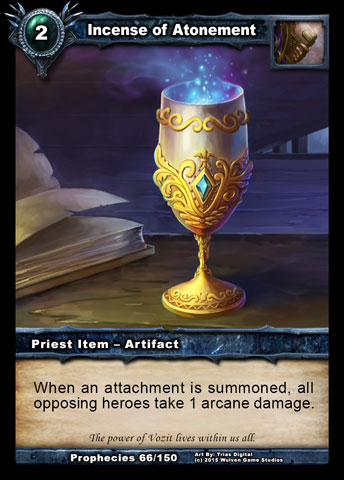 2
Incense of Atonement
Priest Item – Artifact
When an attachment is summoned, all
opposing heroes take 1 arcane damage.
The power of Vozit lives within us all.
Prophecies 66/150
Art By: Trias Digital
(c) 2015 Wulven Game Studios